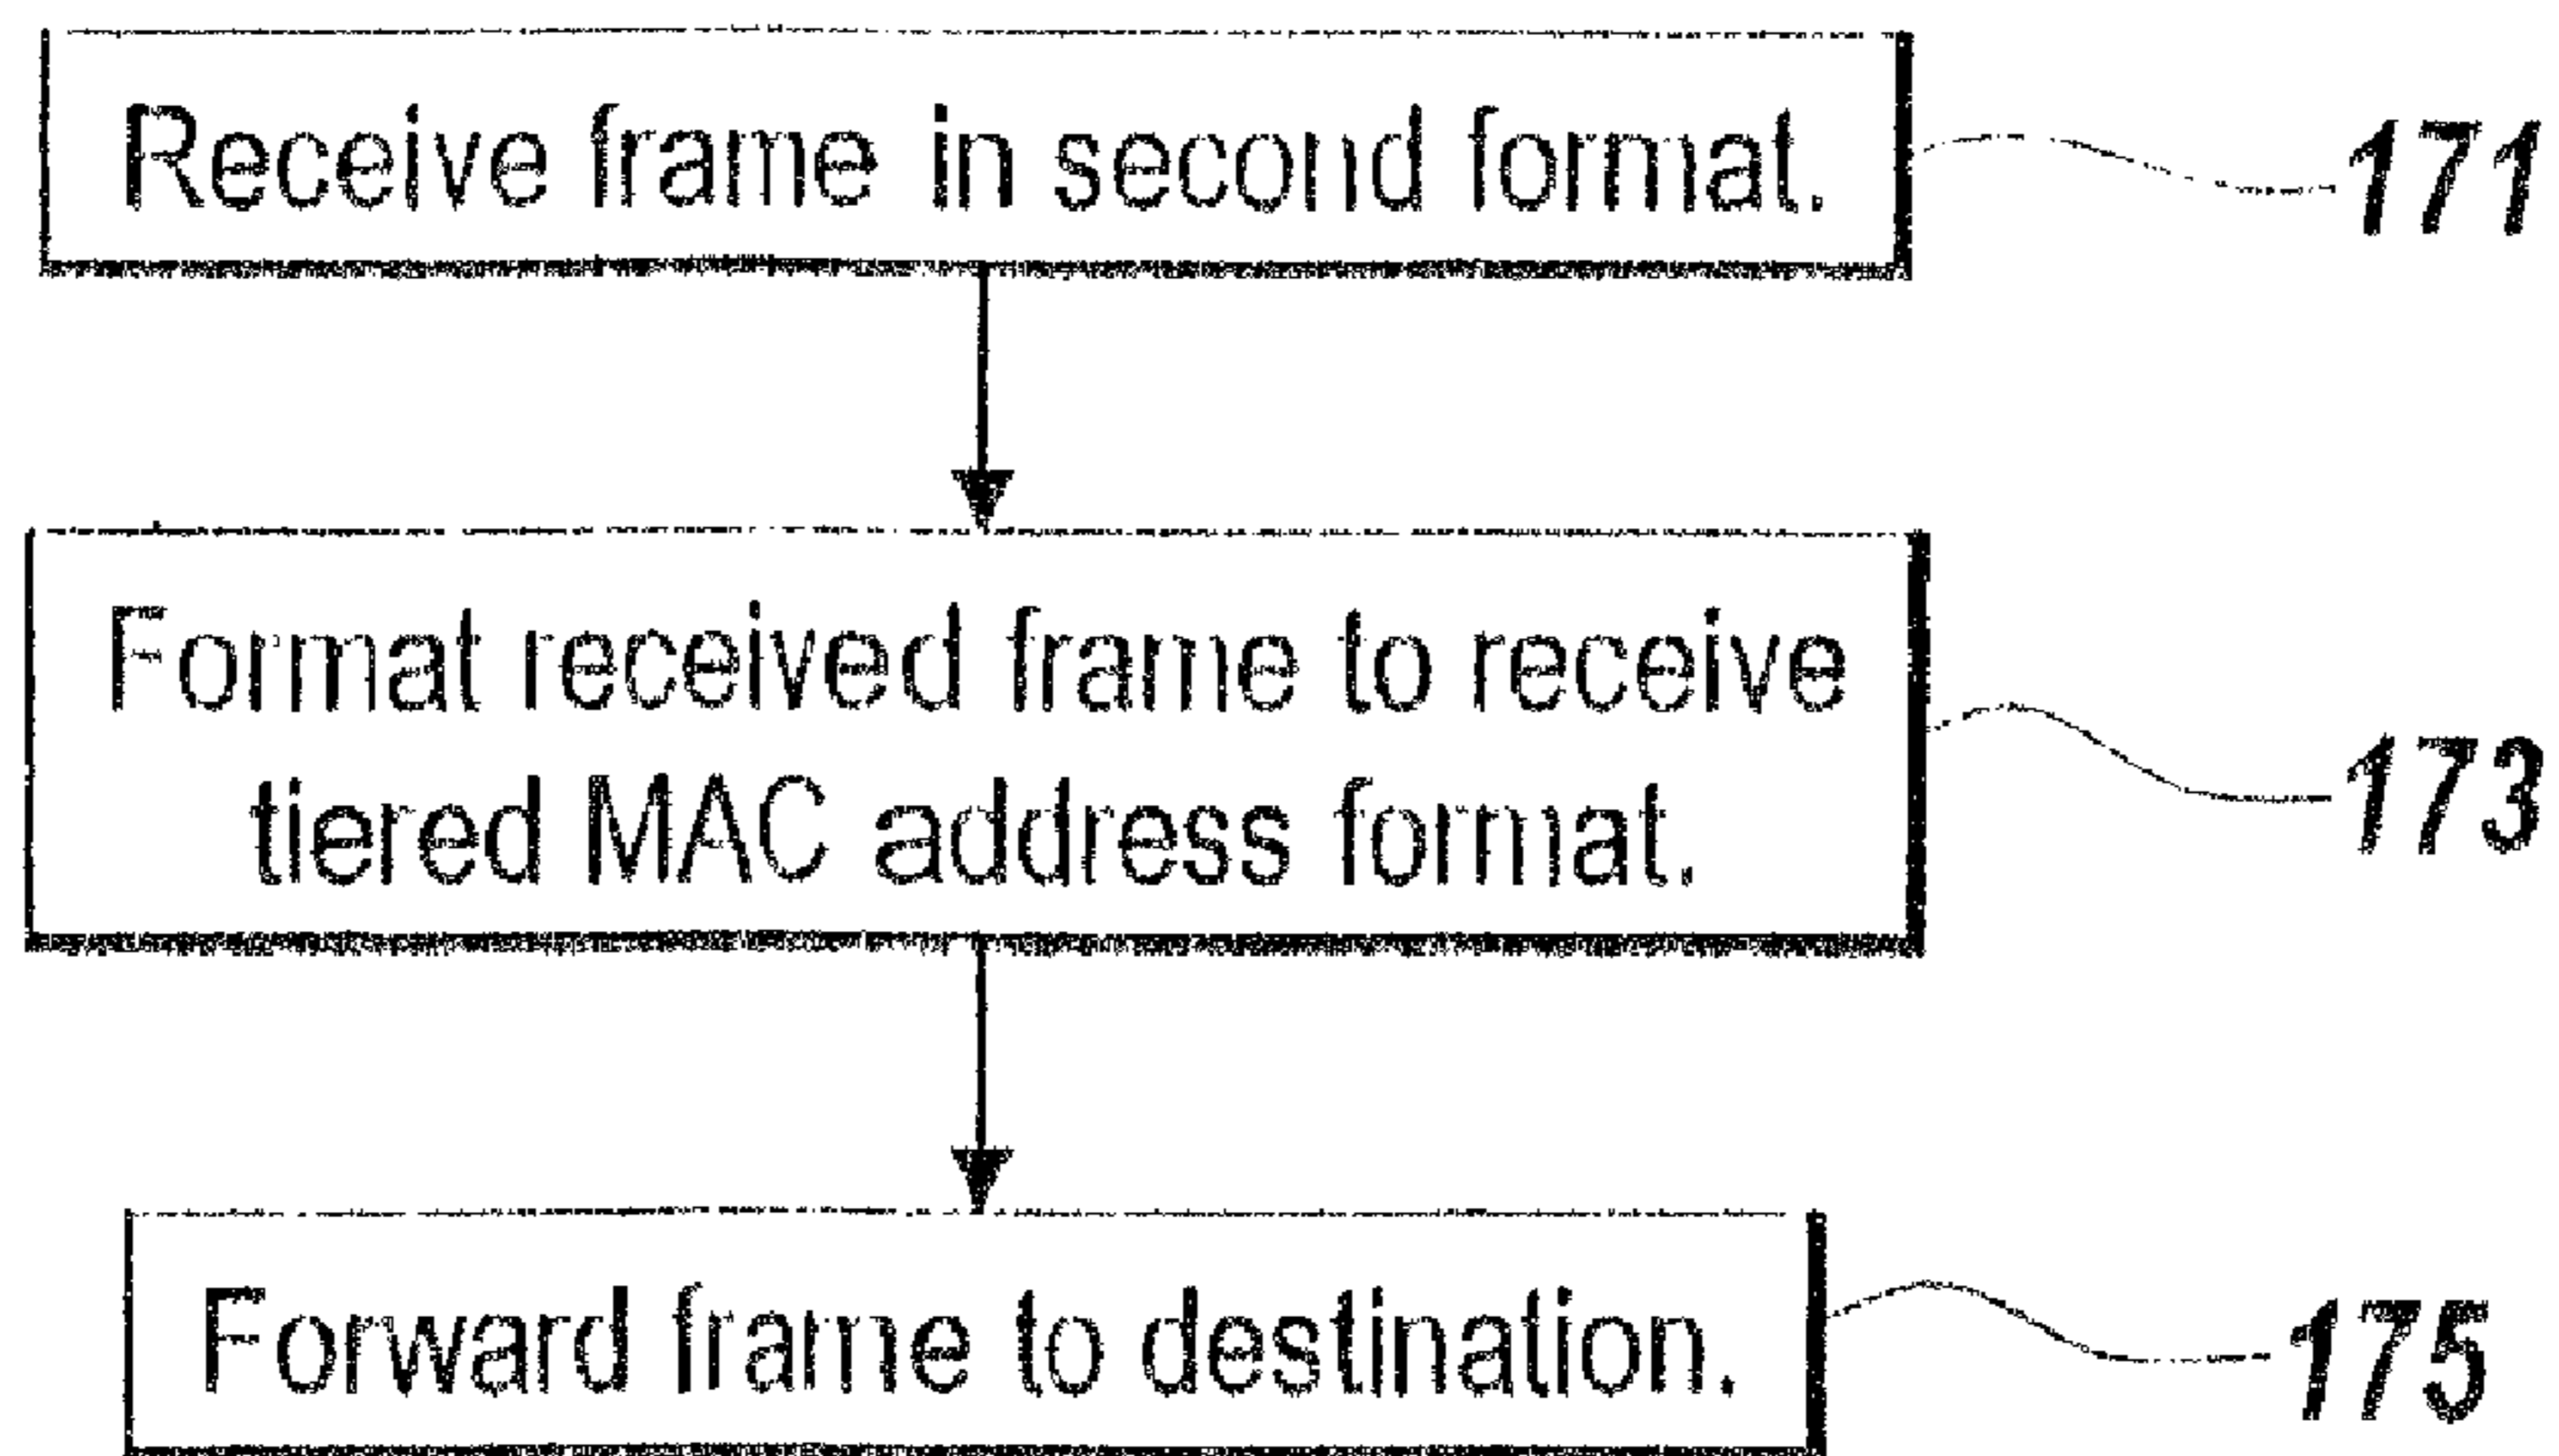 Receive frame in second format.
171
Format received frame to receive
tiered MAC address format.
173
Forward frame to destination.
175